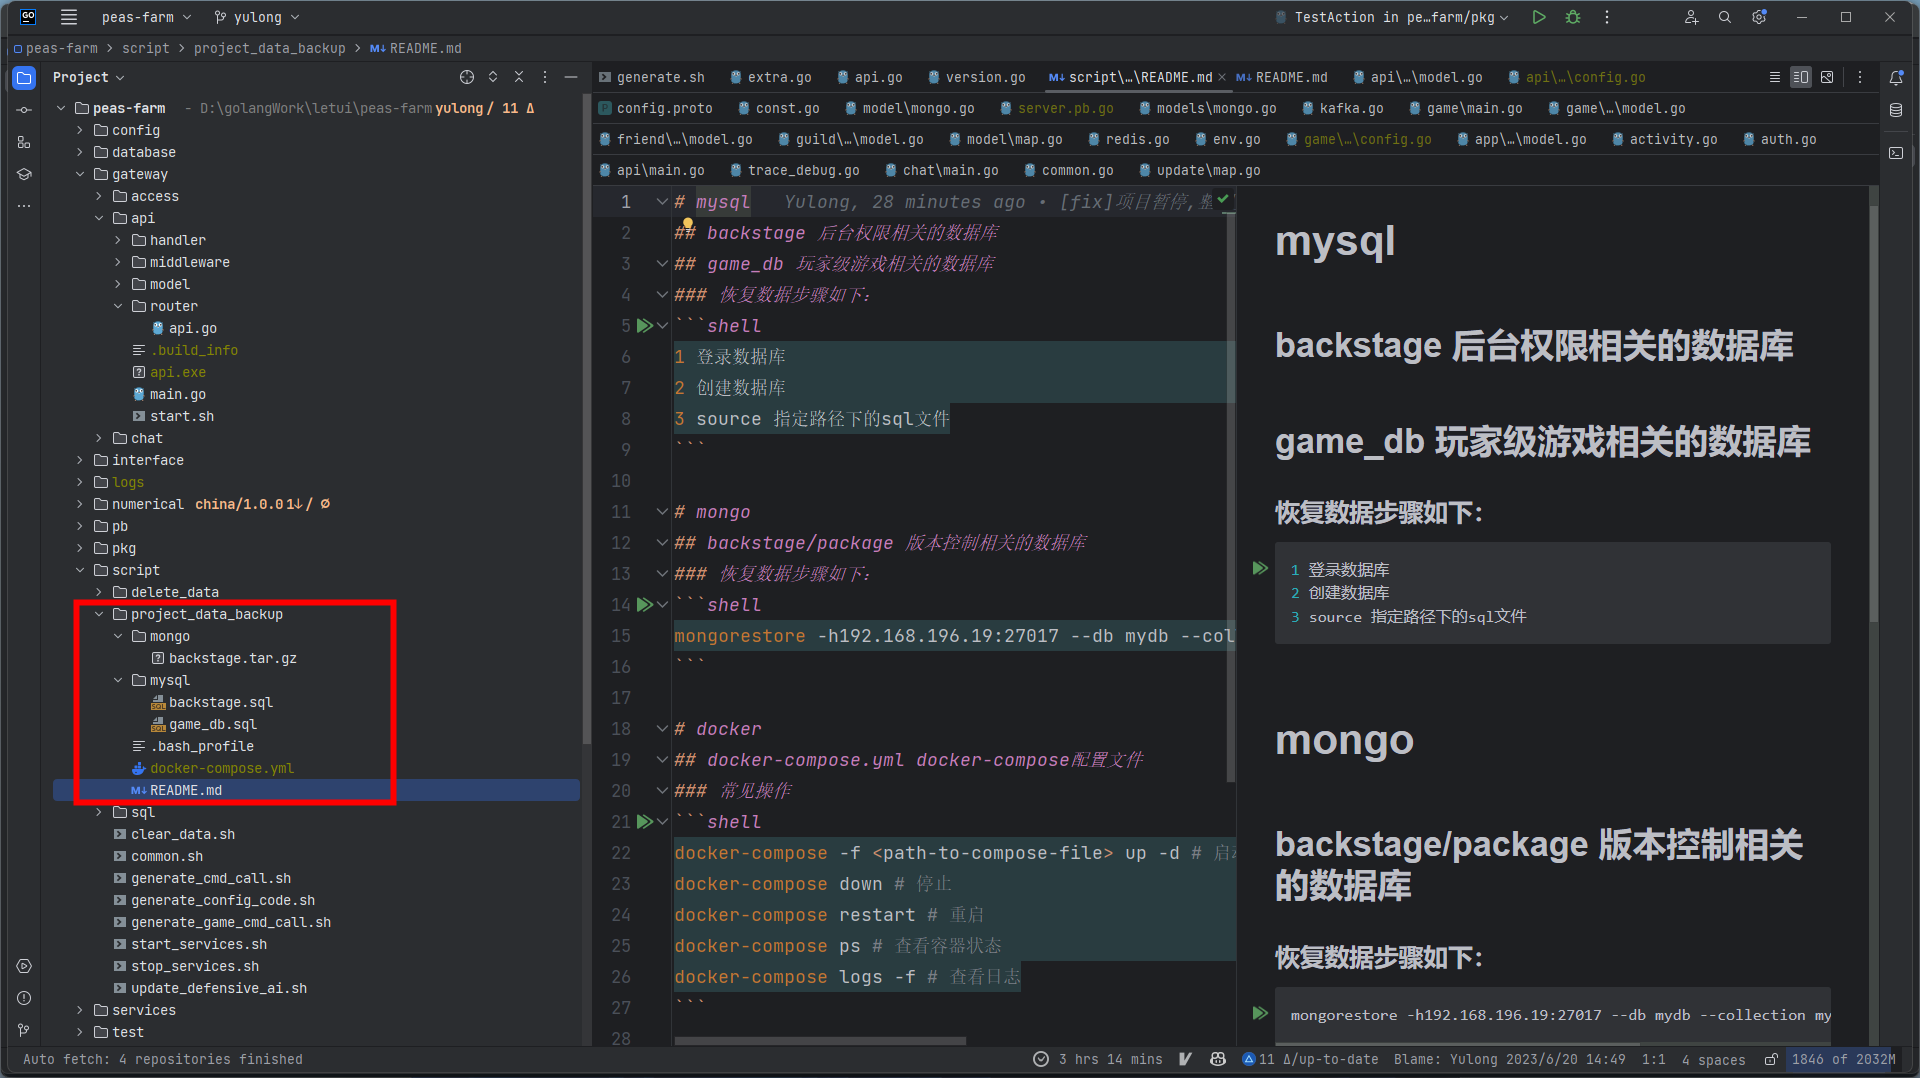 peas-farm
yulong
TestAction in pe…farm/pkg
peas-farm
script
project_data_backup
README.md
Project
peas-farm - D:\golangWork\letui\peas-farm yulong / 11 Δ
config
database
gateway
access
api
handler
middleware
model
router
api.go
.build_info
api.exe
main.go
start.sh
chat
interface
logs
numerical china/1.0.0 1↓ / Ø
pb
pkg
script
delete_data
project_data_backup
mongo
backstage.tar.gz
mysql
backstage.sql
game_db.sql
.bash_profile
docker-compose.yml
README.md
sql
clear_data.sh
common.sh
generate_cmd_call.sh
generate_config_code.sh
generate_game_cmd_call.sh
start_services.sh
stop_services.sh
update_defensive_ai.sh
services
test
generate.sh extra.go api.go version.go script\…\README.md README.md api\…\model.go api\…\config.go
config.proto const.go model\mongo.go server.pb.go models\mongo.go kafka.go game\main.go game\…\model.go
friend\…\model.go guild\…\model.go model\map.go redis.go env.go game\…\config.go app\…\model.go activity.go auth.go
api\main.go trace_debug.go chat\main.go common.go update\map.go
1 # mysql Yulong, 28 minutes ago • [fix]项目暂停,整
2 ## backstage 后台权限相关的数据库
3 ## game_db 玩家级游戏相关的数据库
4 ### 恢复数据步骤如下:
5 ```shell
6 1 登录数据库
7 2 创建数据库
8 3 source 指定路径下的sql文件
9 ```
10
11 # mongo
12 ## backstage/package 版本控制相关的数据库
13 ### 恢复数据步骤如下:
14 ```shell
15 mongorestore -h192.168.196.19:27017 --db mydb --col
16 ```
17
18 # docker
19 ## docker-compose.yml docker-compose配置文件
20 ### 常见操作
21 ```shell
22 docker-compose -f <path-to-compose-file> up -d # 启
23 docker-compose down # 停止
24 docker-compose restart # 重启
25 docker-compose ps # 查看容器状态
26 docker-compose logs -f # 查看日志
27 ```
28
mysql
backstage 后台权限相关的数据库
game_db 玩家级游戏相关的数据库
恢复数据步骤如下:
1 登录数据库
2 创建数据库
3 source 指定路径下的sql文件
mongo
backstage/package 版本控制相关
的数据库
恢复数据步骤如下:
mongorestore -h192.168.196.19:27017 --db mydb --collection my
Auto fetch: 4 repositories finished
3 hrs 14 mins
11 Δ/up-to-date
Blame: Yulong 2023/6/20 14:49
1:1
4 spaces
1846 of 2032M